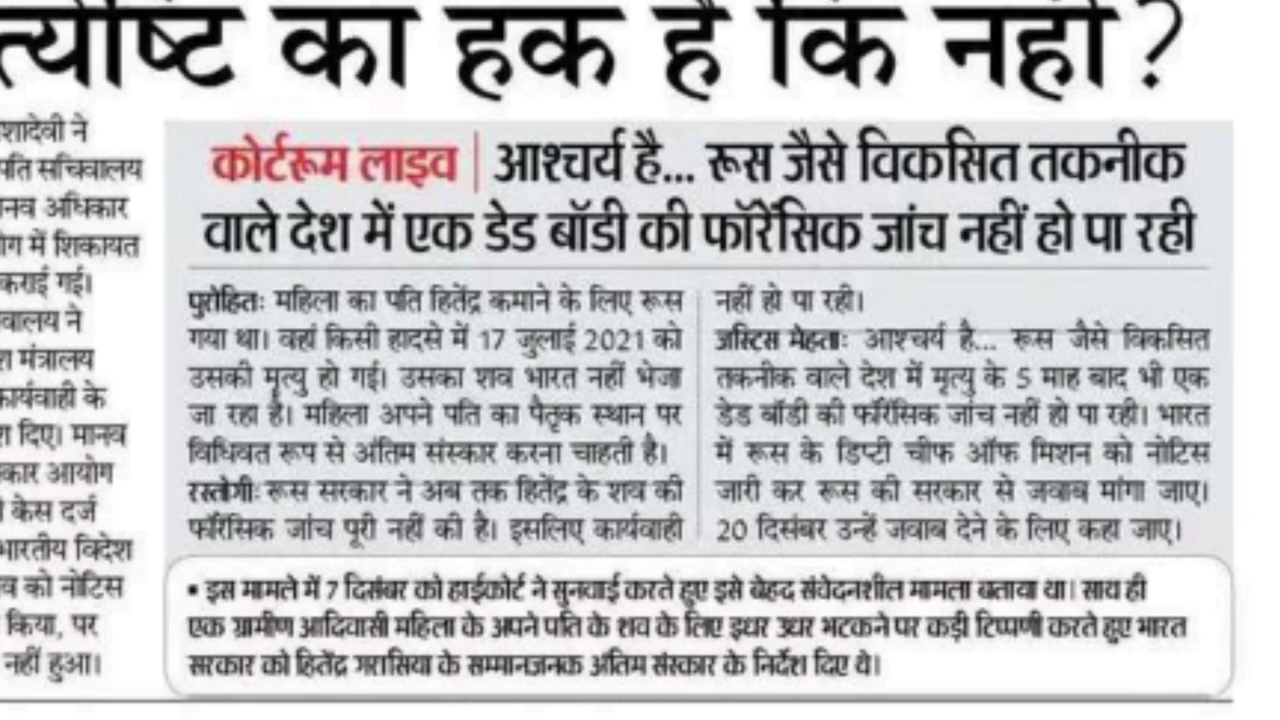 त्येष्टि का हक है कि नहीं?
शादेवी ने
पति सचिवालय
नव अधिकार
ोग में शिकायत
कराई गई।
वालय ने
श मंत्रालय
कार्यवाही के
श दिए। मानव
कार आयोग
केस दर्ज
भारतीय विदेश
व को नोटिस
किया, पर
नहीं हुआ।
कोर्टरूम लाइव | आश्चर्य है... रूस जैसे विकसित तकनीक
वाले देश में एक डेड बॉडी की फॉरेंसिक जांच नहीं हो पा रही
पुरोहितः महिला का पति हितेंद्र कमाने के लिए रूस
गया था। वहां किसी हादसे में 17 जुलाई 2021 को
उसकी मृत्यु हो गई। उसका शव भारत नहीं भेजा
जा रहा है। महिला अपने पति का पैतृक स्थान पर
विधिवत रूप से अंतिम संस्कार करना चाहती है।
रस्तोगीः रूस सरकार ने अब तक हितेंद्र के शव की
फॉरेंसिक जांच पूरी नहीं की है। इसलिए कार्यवाही
नहीं हो पा रही।
जस्टिस मेहताः आश्चर्य है... रूस जैसे विकसित
तकनीक वाले देश में मृत्यु के 5 माह बाद भी एक
डेड बॉडी की फॉरेंसिक जांच नहीं हो पा रही। भारत
में रूस के डिप्टी चीफ ऑफ मिशन को नोटिस
जारी कर रूस की सरकार से जवाब मांगा जाए।
20 दिसंबर उन्हें जवाब देने के लिए कहा जाए।
▪ इस मामले में 7 दिसंबर को हाईकोर्ट ने सुनवाई करते हुए इसे बेहद संवेदनशील मामला बताया था। साथ ही
एक ग्रामीण आदिवासी महिला के अपने पति के शव के लिए इधर उधर भटकने पर कड़ी टिप्पणी करते हुए भारत
सरकार को हितेंद्र गरासिया के सम्मानजनक अंतिम संस्कार के निर्देश दिए थे।